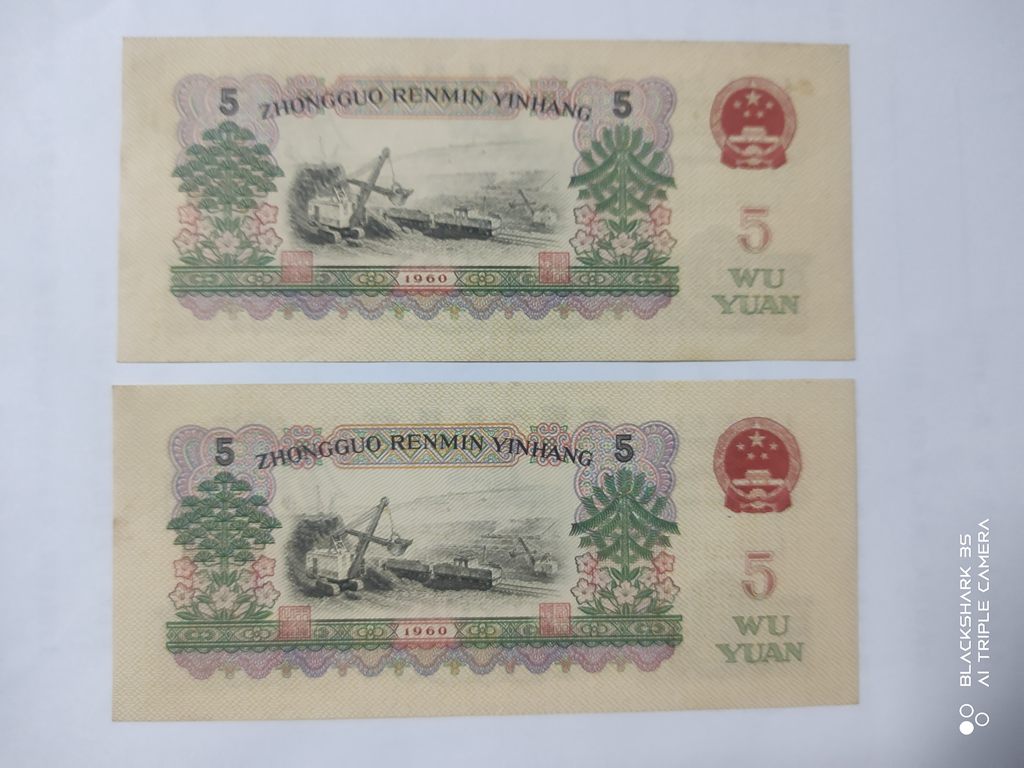 5 ZHONGGUO RENMIN YINHANG 5
5
WU
YUAN
1960
5 ZHONGGUO RENMIN YINHANG 5
5
WU
YUAN
1960
BLACKSHARK 3S
AI TRIPLE CAMERA